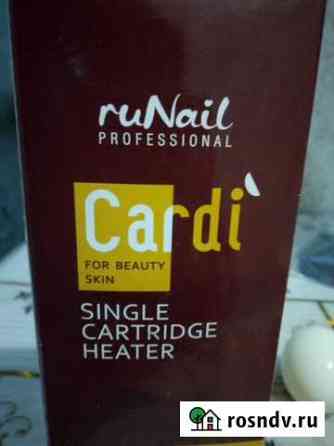 ruNail
PROFESSIONAL
Cardi
FOR BEAUTY
SKIN
SINGLE
CARTRIDGE
HEATER
rosndv.ru